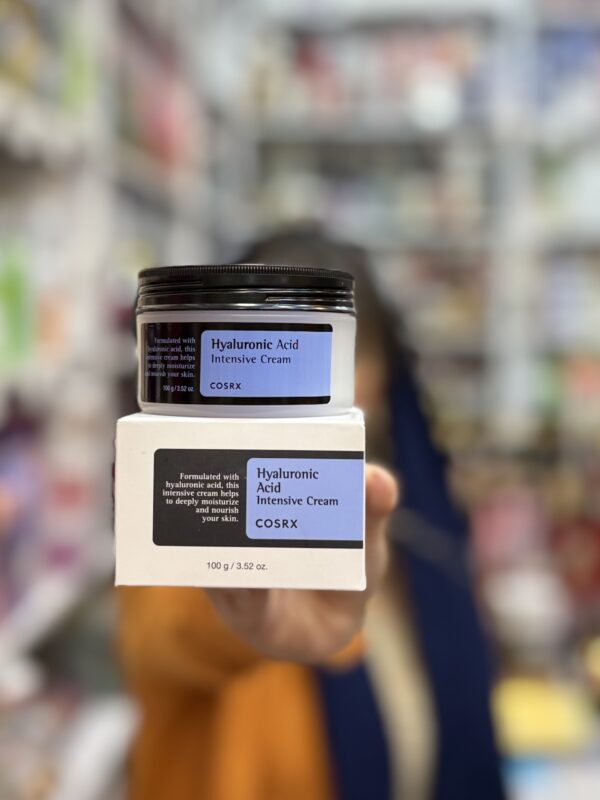 Formulated with
hyaluronic acid, this
intensive cream helps
to deeply moisturize
and nourish your skin.
100 g / 3.52 oz.
Hyaluronic Acid
Intensive Cream
COSRX
Formulated with
hyaluronic acid, this
intensive cream helps
to deeply moisturize
and nourish
your skin.
Hyaluronic
Acid
Intensive Cream
COSRX
100 g / 3.52 oz.